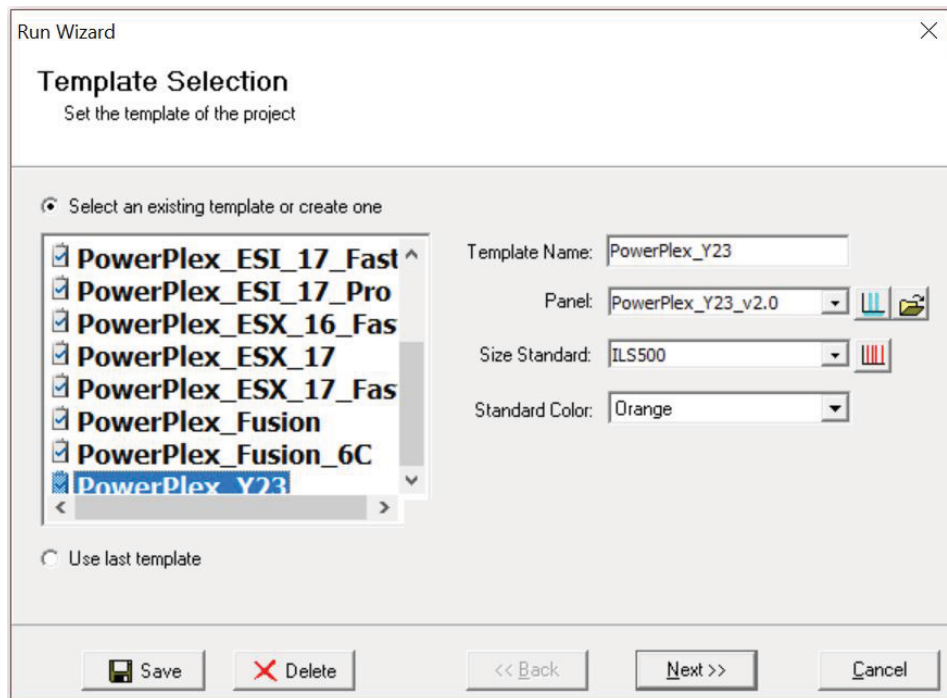 Run Wizard
Template Selection
Set the template of the project
Select an existing template or create one
PowerPlex_ESI_17_Fast
PowerPlex_ESI_17_Pro
PowerPlex_ESX_16_Fas
PowerPlex_ESX_17
PowerPlex_ESX_17_Fas
PowerPlex_Fusion
PowerPlex_Fusion_6C
PowerPlex_Y23
Template Name: PowerPlex_Y23
Panel: PowerPlex_Y23_v2.0
Size Standard: ILS500
Standard Color: Orange
Use last template
Save Delete << Back Next >> Cancel